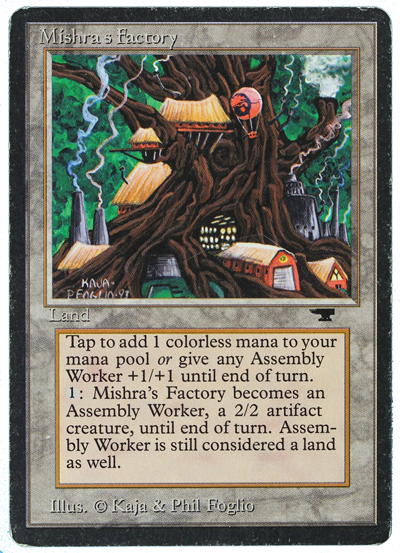 Mishra's Factory
KAJA+
Land
Tap to add 1 colorless mana to your
mana pool or give any Assembly
Worker +1/+1 until end of turn.
1: Mishra's Factory becomes an
Assembly Worker, a 2/2 artifact
creature, until end of turn. Assem-
bly Worker is still considered a land
as well.
Illus. © Kaja & Phil Foglio